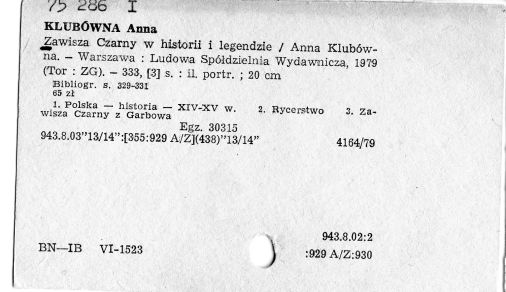 75 286 I
KLUBÓWNA Anna
Zawisza Czarny w historii i legendzie / Anna Klubów-
na. — Warszawa : Ludowa Spółdzielnia Wydawnicza, 1979
(Tor : ZG). — 333, [3] s. : il. portr. ; 20 cm
Bibliogr. s. 329-331
65 zł
1. Polska — historia — XIV-XV w. 2. Rycerstwo 3. Za-
wisza Czarny z Garbowa
Egz. 30315
943.8.03"13/14":[355:929 A/Z](438)"13/14"
4164/79
943.8.02:2
BN—IB VI-1523
:929 A/Z:930